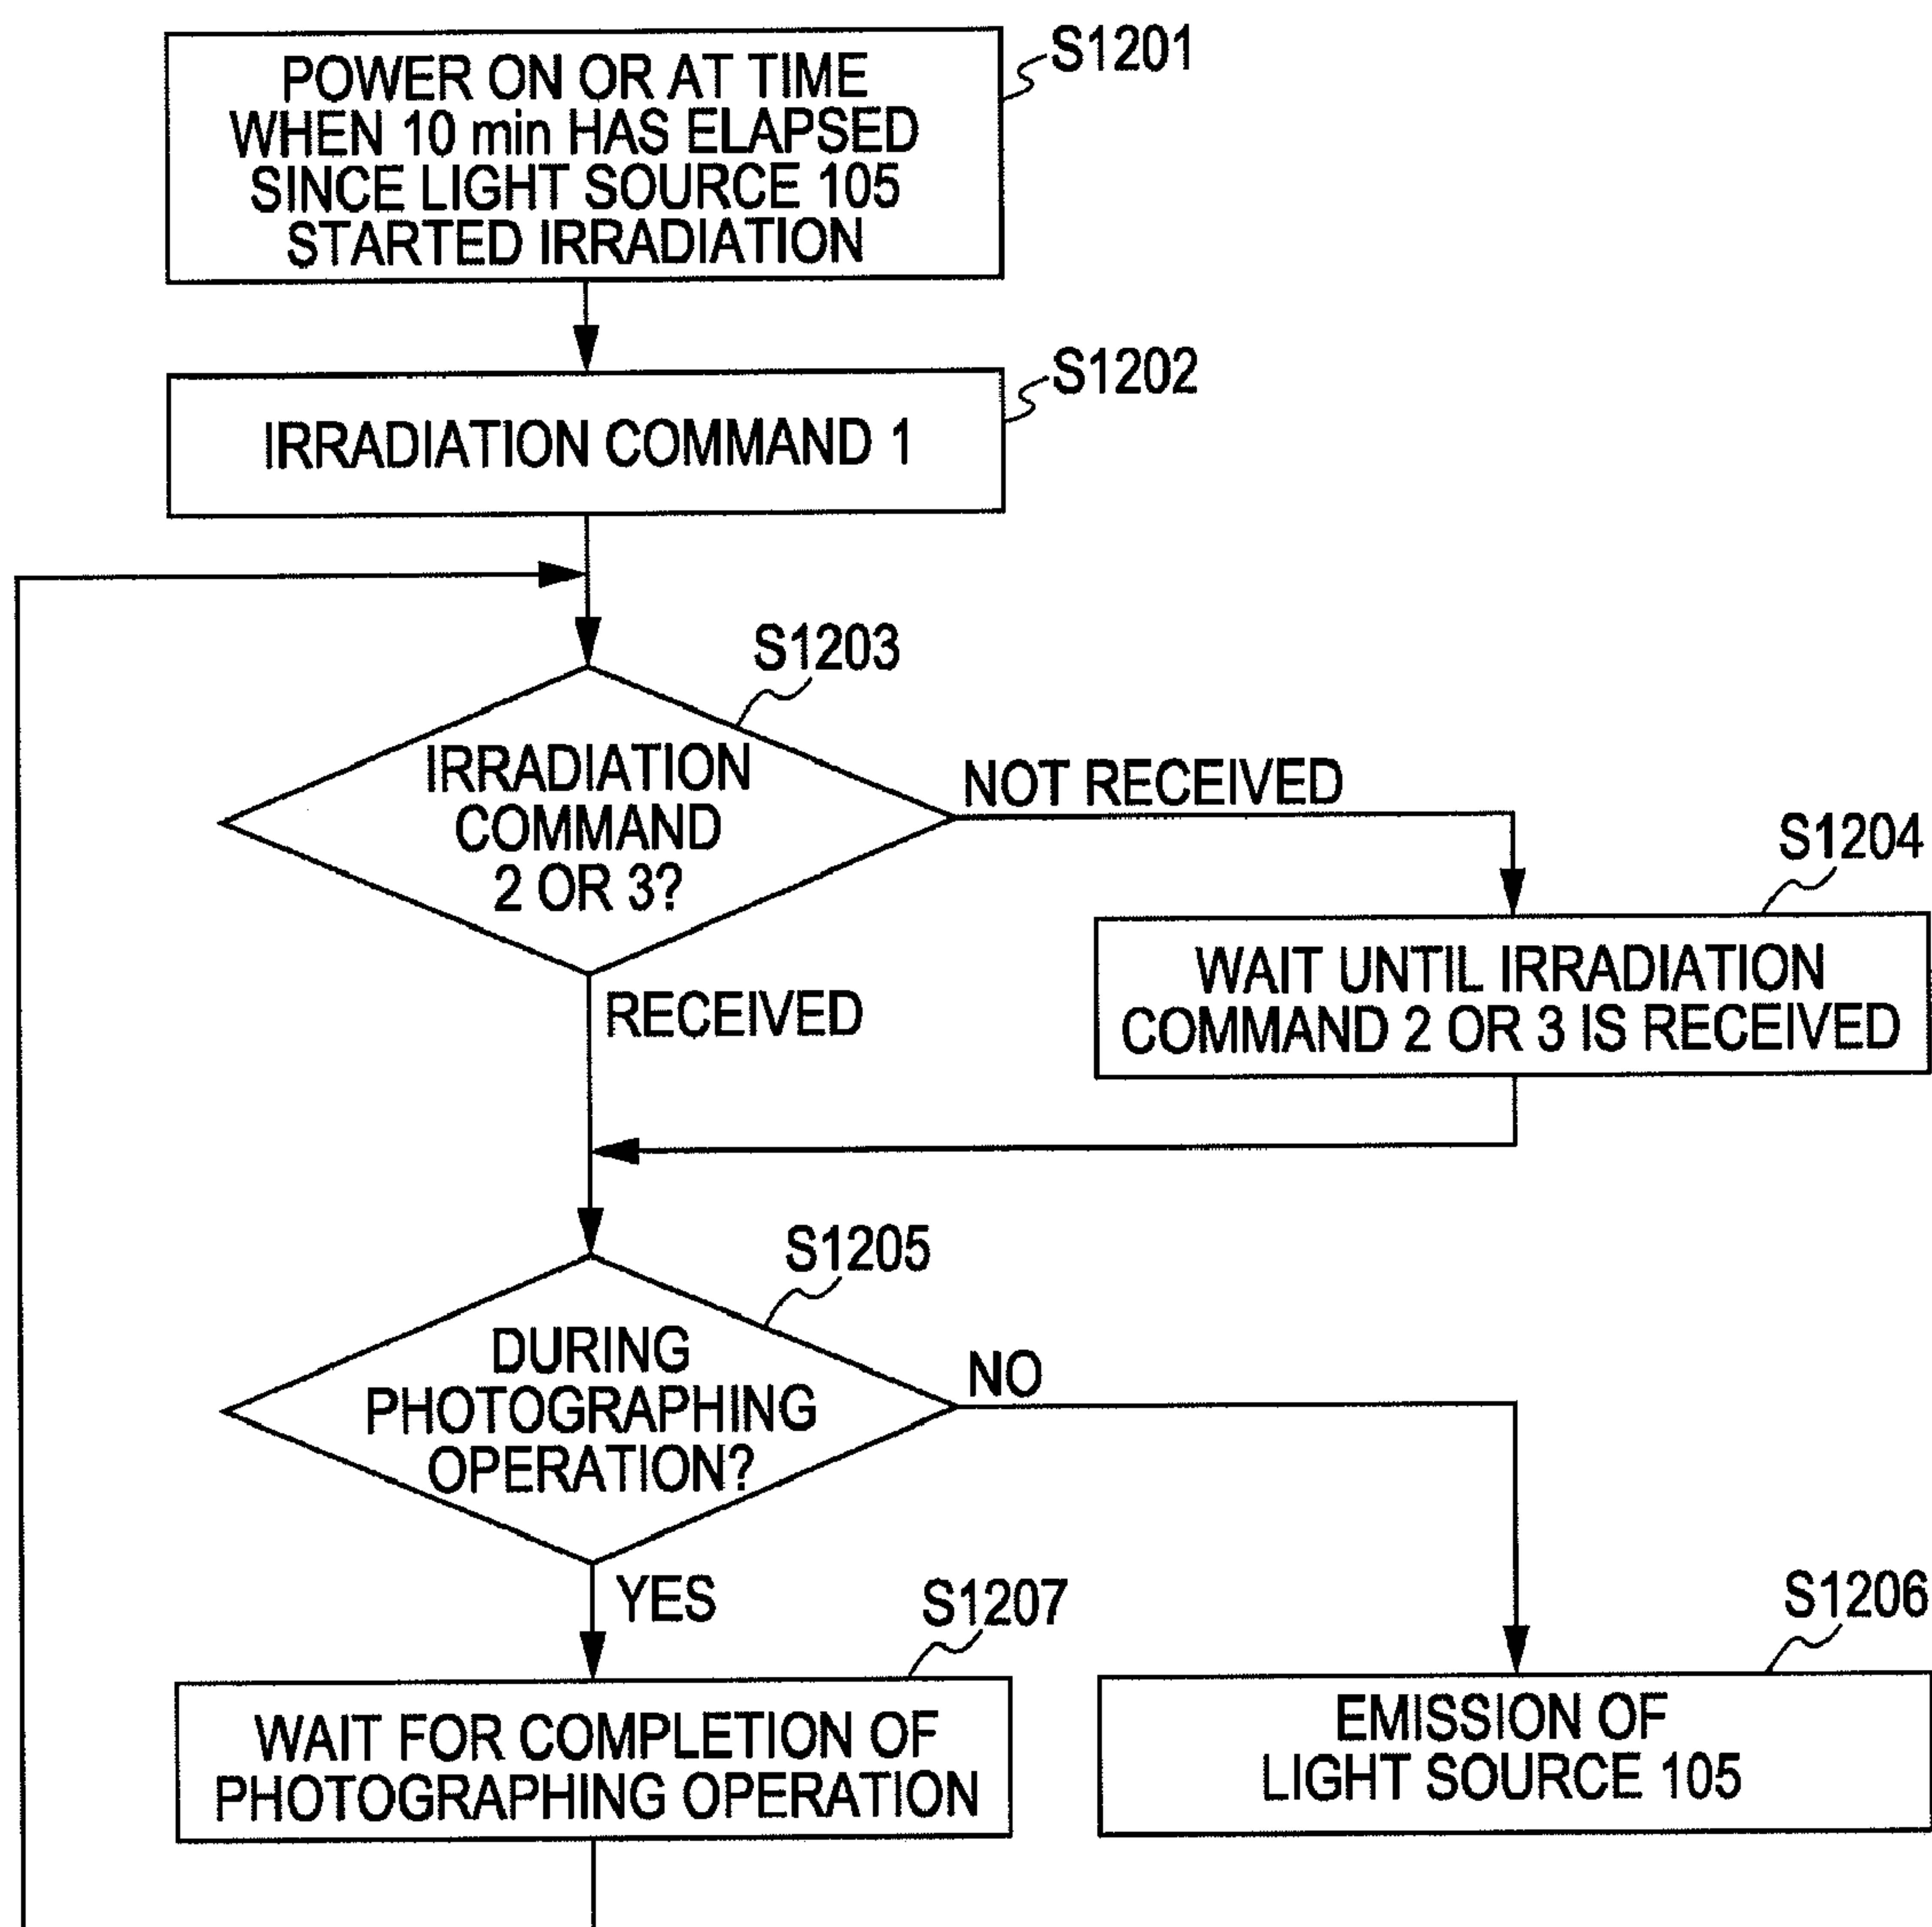 S1201
POWER ON OR AT TIME
WHEN 10 min HAS ELAPSED
SINCE LIGHT SOURCE 105
STARTED IRRADIATION
S1202
IRRADIATION COMMAND 1
S1203
IRRADIATION
COMMAND
2 OR 3?
NOT RECEIVED
S1204
WAIT UNTIL IRRADIATION
COMMAND 2 OR 3 IS RECEIVED
RECEIVED
S1205
DURING
PHOTOGRAPHING
OPERATION?
NO
YES
S1207
WAIT FOR COMPLETION OF
PHOTOGRAPHING OPERATION
S1206
EMISSION OF
LIGHT SOURCE 105